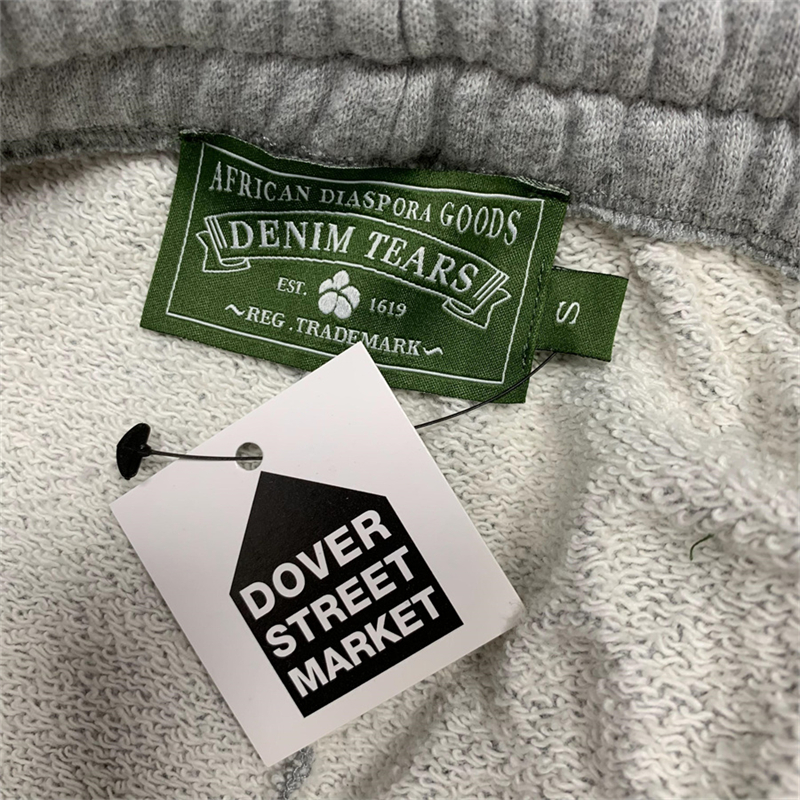 AFRICAN DIASPORA GOODS
DENIM TEARS
EST. 1619
~REG .TRADEMARK~
S
DOVER
STREET
MARKET